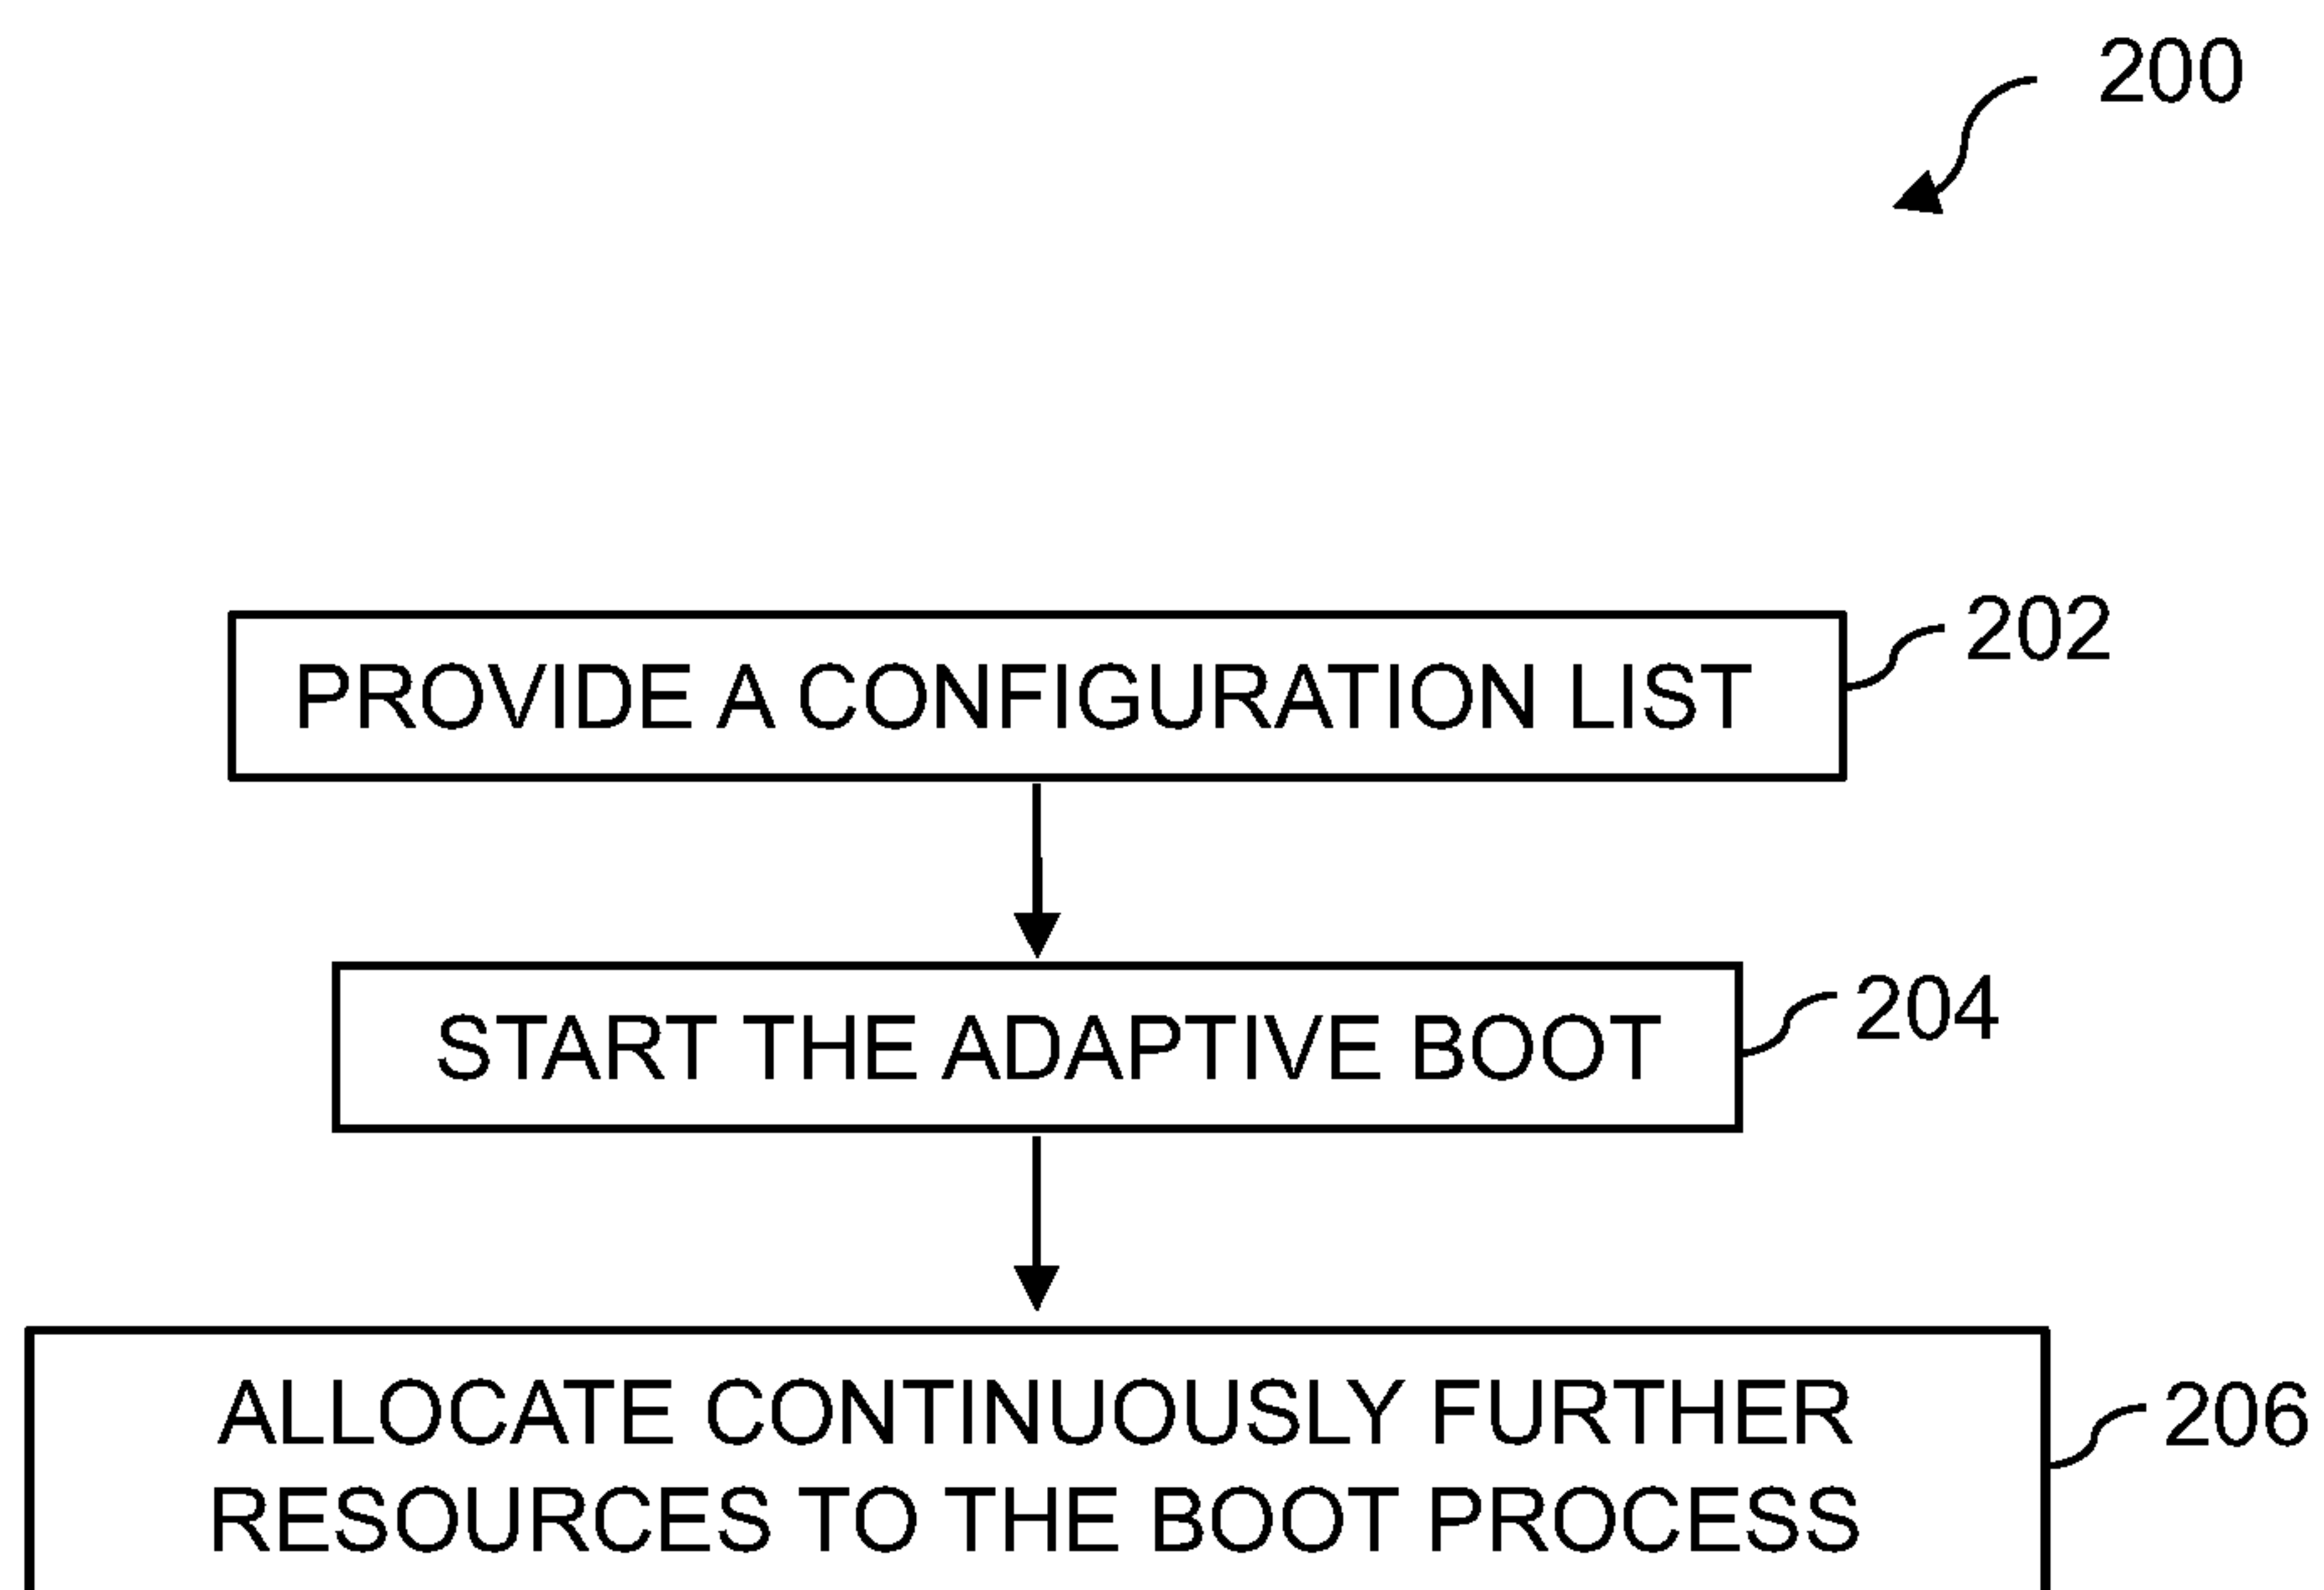 200
202
PROVIDE A CONFIGURATION LIST
204
START THE ADAPTIVE BOOT
206
ALLOCATE CONTINUOUSLY FURTHER
RESOURCES TO THE BOOT PROCESS